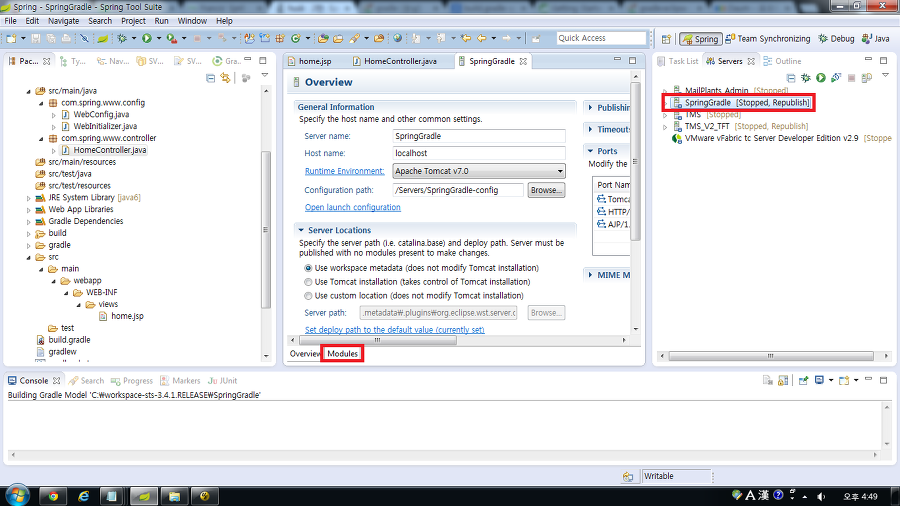 Spring - SpringGradle - Spring Tool Suite
File Edit Navigate Search Project Run Window Help
Quick Access
Spring Team Synchronizing Debug Java
Pac... Ty... Nav... SV... SV... Gra...
src/main/java
com.spring.www.config
WebConfig.java
WebInitializer.java
com.spring.www.controller
HomeController.java
src/main/resources
src/test/java
src/test/resources
JRE System Library [java6]
Web App Libraries
Gradle Dependencies
build
gradle
src
main
webapp
WEB-INF
views
home.jsp
test
build.gradle
gradlew
home.jsp HomeController.java SpringGradle
Overview
General Information
Specify the host name and other common settings.
Server name: SpringGradle
Host name: localhost
Runtime Environment: Apache Tomcat v7.0
Configuration path: /Servers/SpringGradle-config Browse...
Open launch configuration
Server Locations
Specify the server path (i.e. catalina.base) and deploy path. Server must be
published with no modules present to make changes.
Use workspace metadata (does not modify Tomcat installation)
Use Tomcat installation (takes control of Tomcat installation)
Use custom location (does not modify Tomcat installation)
Server path: .metadata₩.plugins₩org.eclipse.wst.server.c Browse...
Set deploy path to the default value (currently set)
Publishin
Timeouts
Ports
Modify the
Port Nam
Tomca
HTTP/
AJP/1.
MIME M
Overview Modules
Task List Servers Outline
MailPlants_Admin [Stopped]
SpringGradle [Stopped, Republish]
TMS [Stopped]
TMS_V2_TFT [Stopped, Republish]
VMware vFabric tc Server Developer Edition v2.9 [Stoppe
Console Search Progress Markers JUnit
Building Gradle Model 'C:₩workspace-sts-3.4.1.RELEASE₩SpringGradle'
Writable
A 漢
오후 4:49